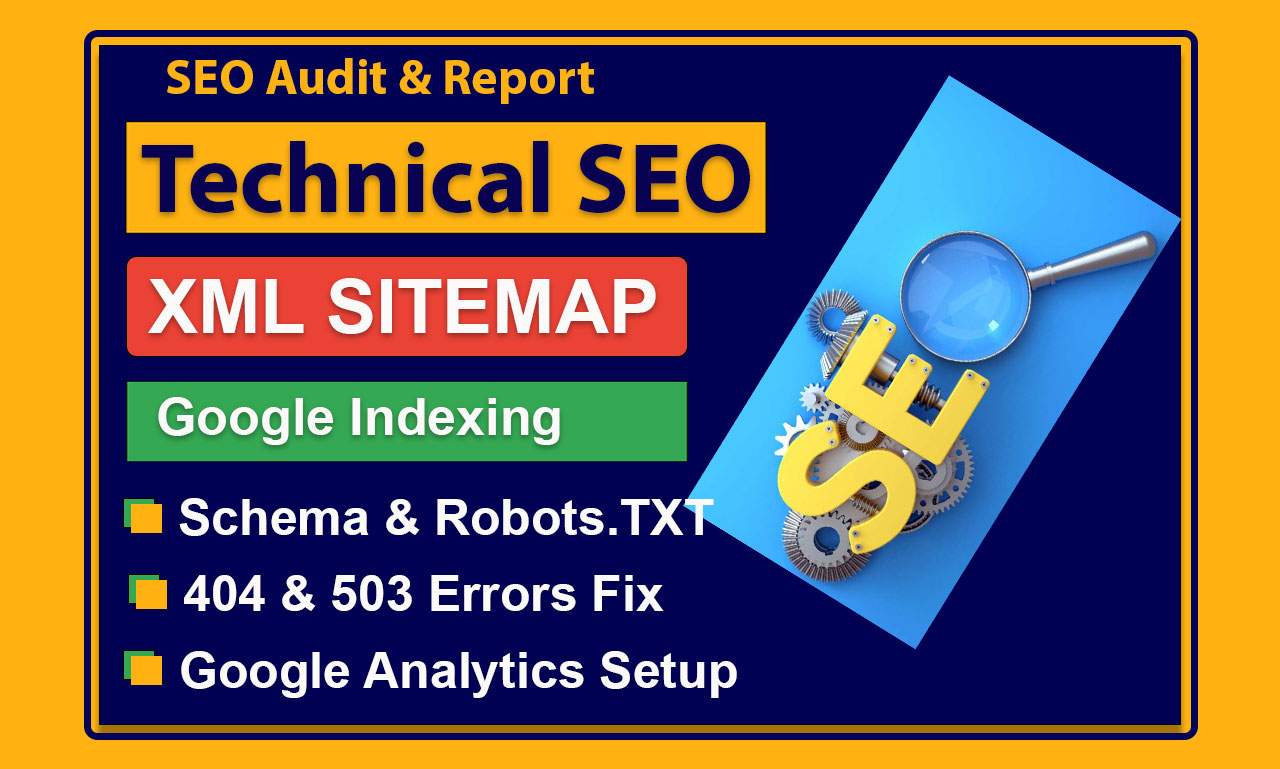 SEO Audit & Report
Technical SEO
XML SITEMAP
Google Indexing
Schema & Robots.TXT
404 & 503 Errors Fix
Google Analytics Setup
SEO